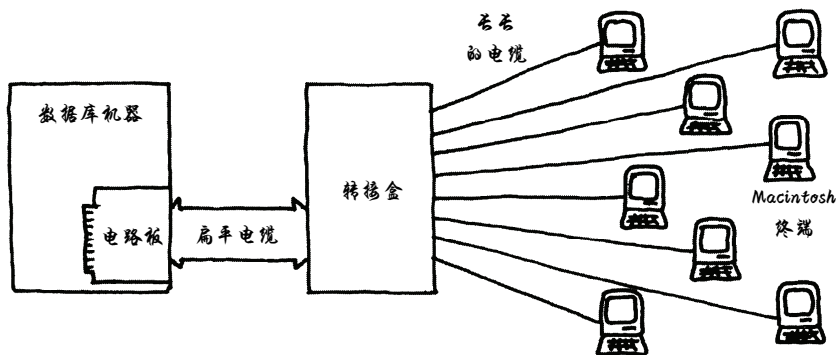 长长
的电缆
数据库机器
电路板
扁平电缆
转接盒
Macintosh
终端